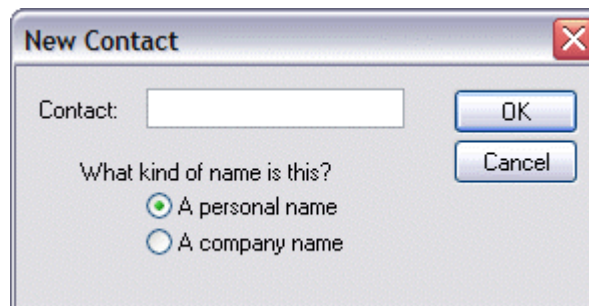 New Contact
Contact:
OK
Cancel
What kind of name is this?
A personal name
A company name